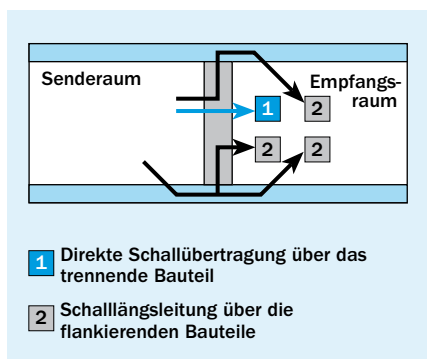 Senderaum
Empfangs-
raum
1
2
2
2
1 Direkte Schallübertragung über das
trennende Bauteil
2 Schalllängsleitung über die
flankierenden Bauteile